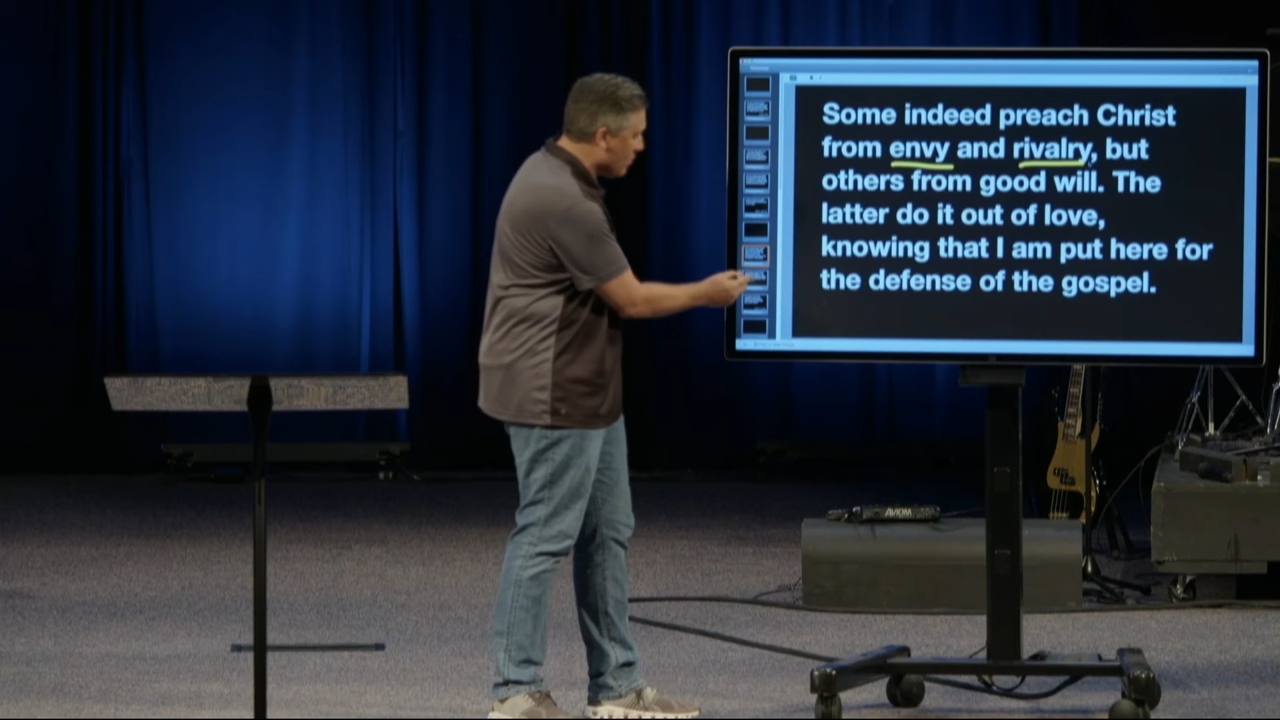 Some indeed preach Christ
from envy and rivalry, but
others from good will. The
latter do it out of love,
knowing that I am put here for
the defense of the gospel.
AVIOM